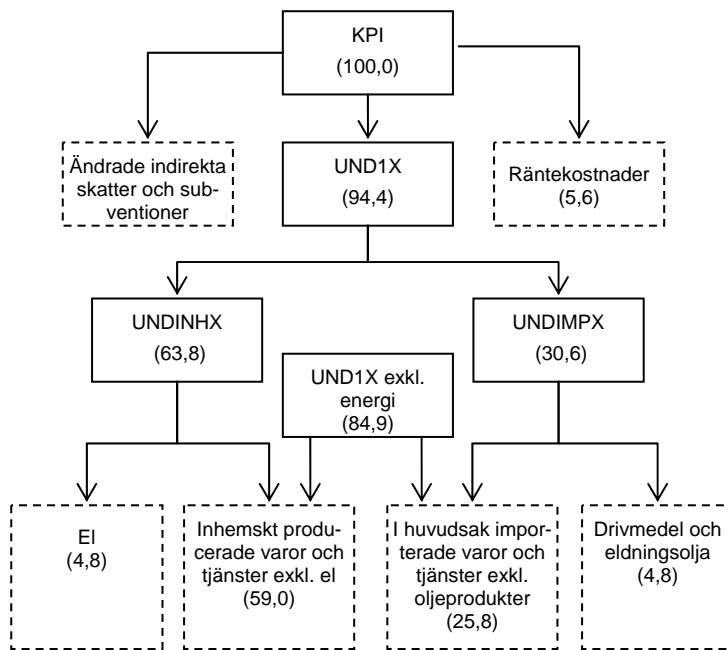 KPI
(100,0)
Ändrade indirekta
skatter och sub-
ventioner
UND1X
(94,4)
Räntekostnader
(5,6)
UNDINHX
(63,8)
UND1X exkl.
energi
(84,9)
UNDIMPX
(30,6)
El
(4,8)
Inhemskt produ-
cerade varor och
tjänster exkl. el
(59,0)
I huvudsak impor-
terade varor och
tjänster exkl.
oljeprodukter
(25,8)
Drivmedel och
eldningsolja
(4,8)